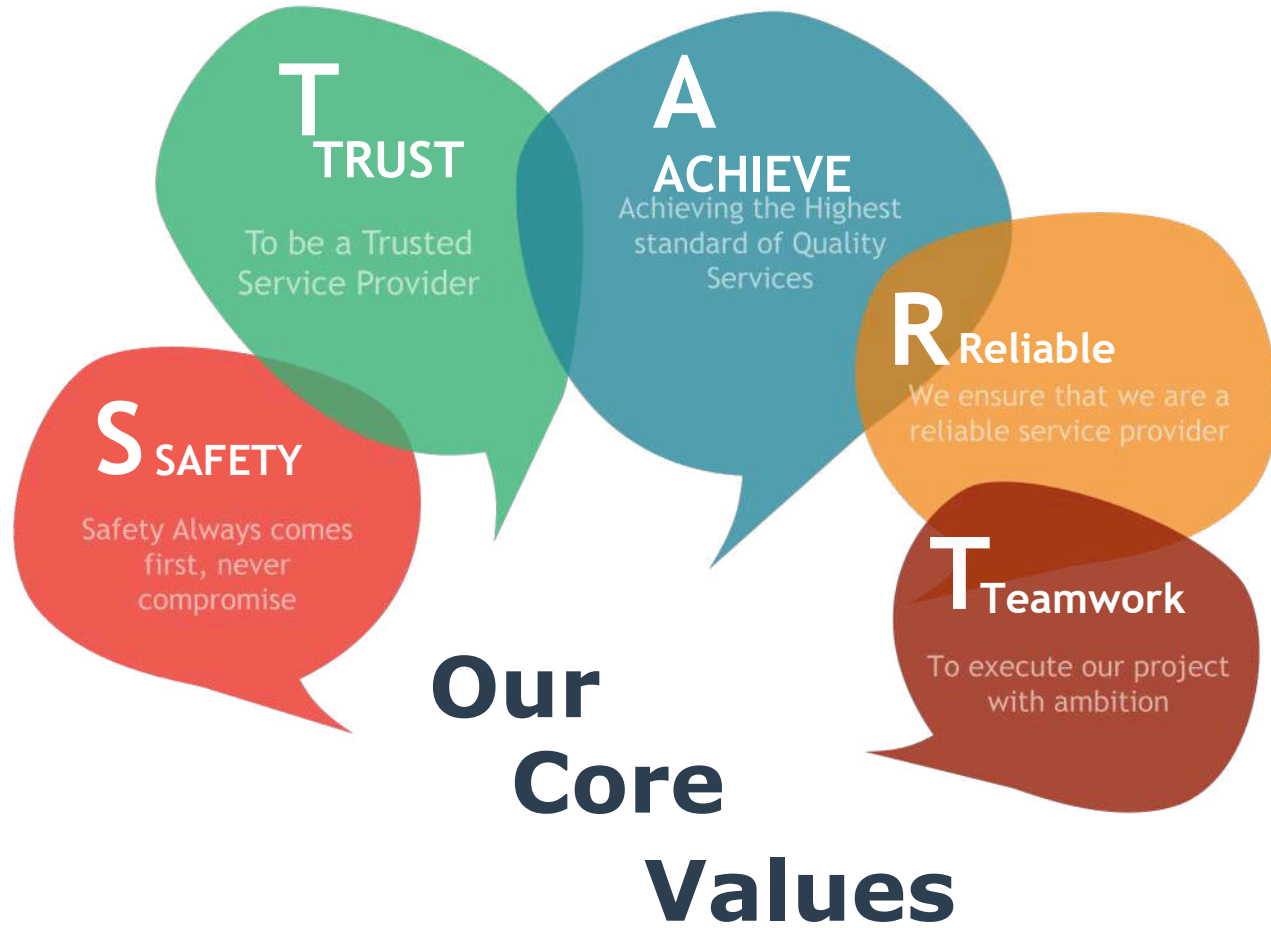 S SAFETY
Safety Always comes
first, never
compromise
T
TRUST
To be a Trusted
Service Provider
A
ACHIEVE
Achieving the Highest
standard of Quality
Services
R Reliable
We ensure that we are a
reliable service provider
T Teamwork
To execute our project
with ambition
Our
Core
Values